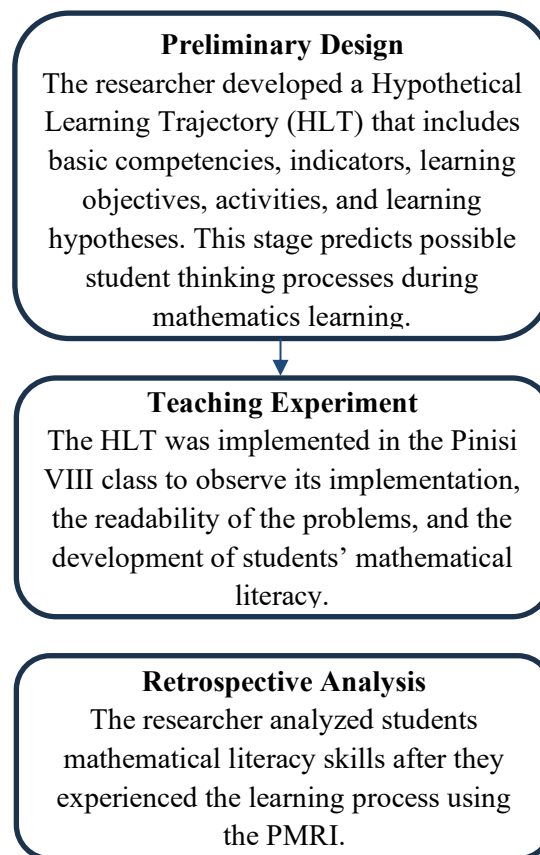 Preliminary Design
The researcher developed a Hypothetical
Learning Trajectory (HLT) that includes
basic competencies, indicators, learning
objectives, activities, and learning
hypotheses. This stage predicts possible
student thinking processes during
mathematics learning.
Teaching Experiment
The HLT was implemented in the Pinisi
VIII class to observe its implementation,
the readability of the problems, and the
development of students’ mathematical
literacy.
Retrospective Analysis
The researcher analyzed students
mathematical literacy skills after they
experienced the learning process using
the PMRI.